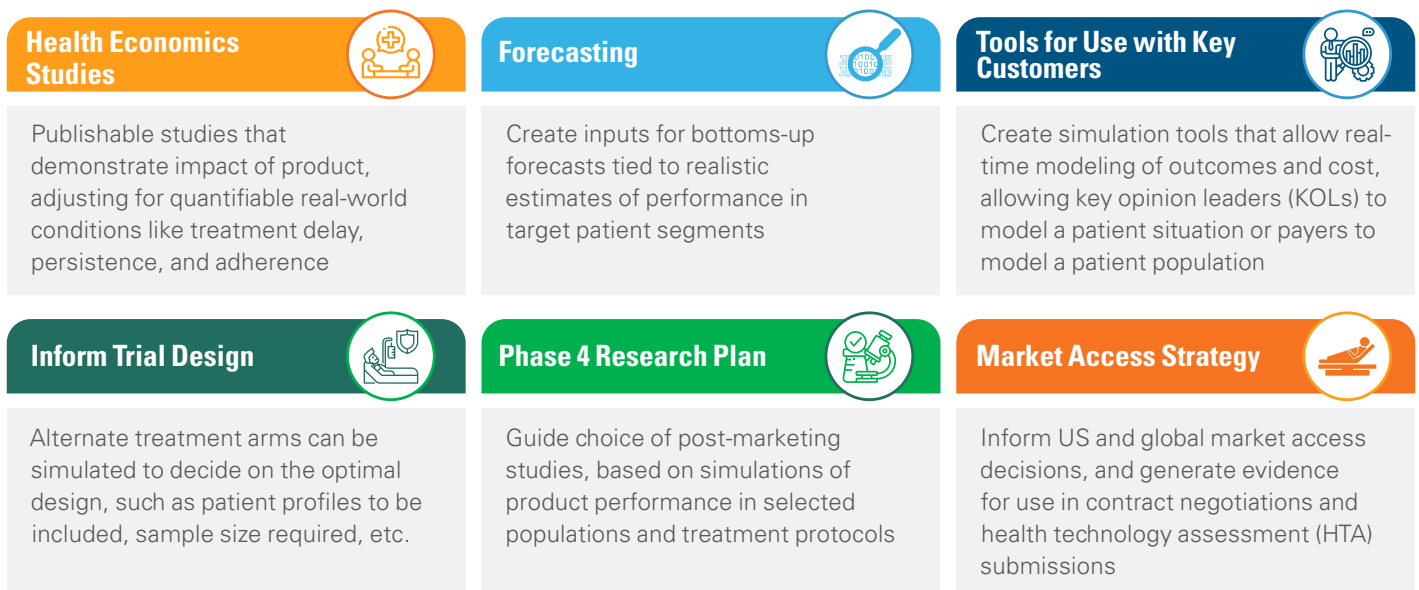 Health Economics
Studies
Publishable studies that
demonstrate impact of product,
adjusting for quantifiable real-world
conditions like treatment delay,
persistence, and adherence
Forecasting
Create inputs for bottoms-up
forecasts tied to realistic
estimates of performance in
target patient segments
Tools for Use with Key
Customers
Create simulation tools that allow real-
time modeling of outcomes and cost,
allowing key opinion leaders (KOLs) to
model a patient situation or payers to
model a patient population
Inform Trial Design
Alternate treatment arms can be
simulated to decide on the optimal
design, such as patient profiles to be
included, sample size required, etc.
Phase 4 Research Plan
Guide choice of post-marketing
studies, based on simulations of
product performance in selected
populations and treatment protocols
Market Access Strategy
Inform US and global market access
decisions, and generate evidence
for use in contract negotiations and
health technology assessment (HTA)
submissions